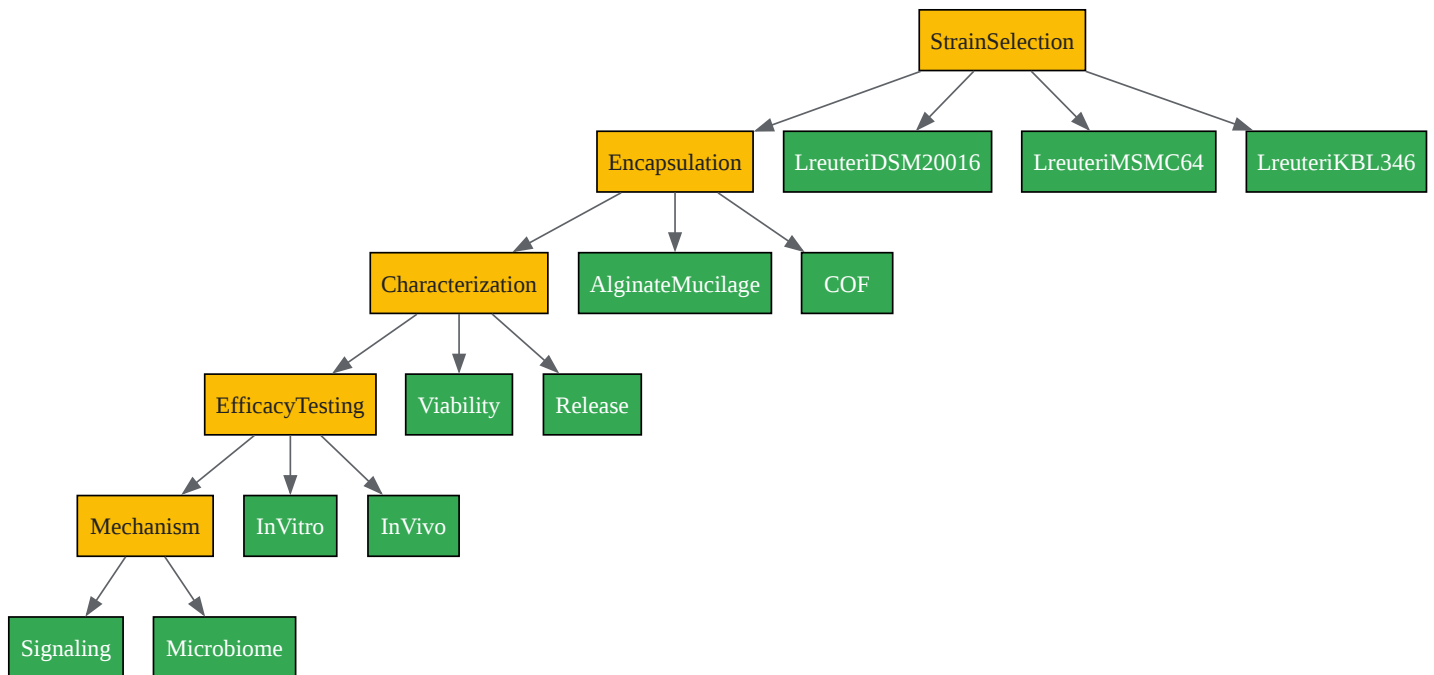 StrainSelection
Encapsulation
LreuteriDSM20016
LreuteriMSMC64
LreuteriKBL346
Characterization
AlginateMucilage
COF
EfficacyTesting
Viability
Release
Mechanism
InVitro
InVivo
Signaling
Microbiome